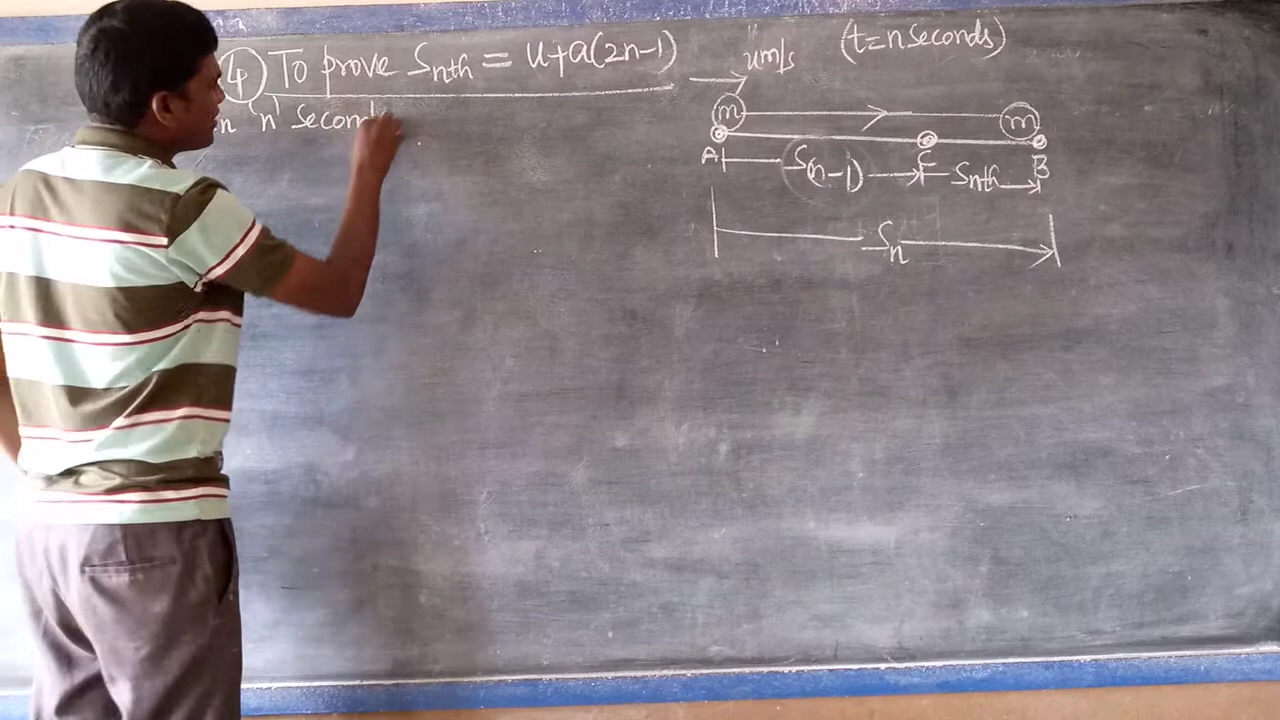 ④ To prove Snth = u+a(2n-1)
n 'n' Second
u m/s
(t=n seconds)
m m
A C B
S(n-1) Snth
Sn